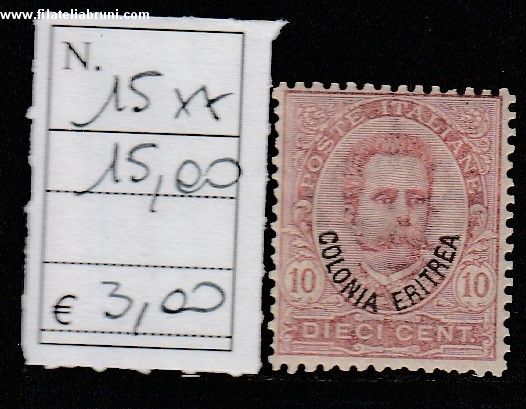 www.filateliabruni.com
N.
15 xx
15,00
€ 3,00
POSTE ITALIANE
COLONIA ERITREA
10 10
DIECI CENT.